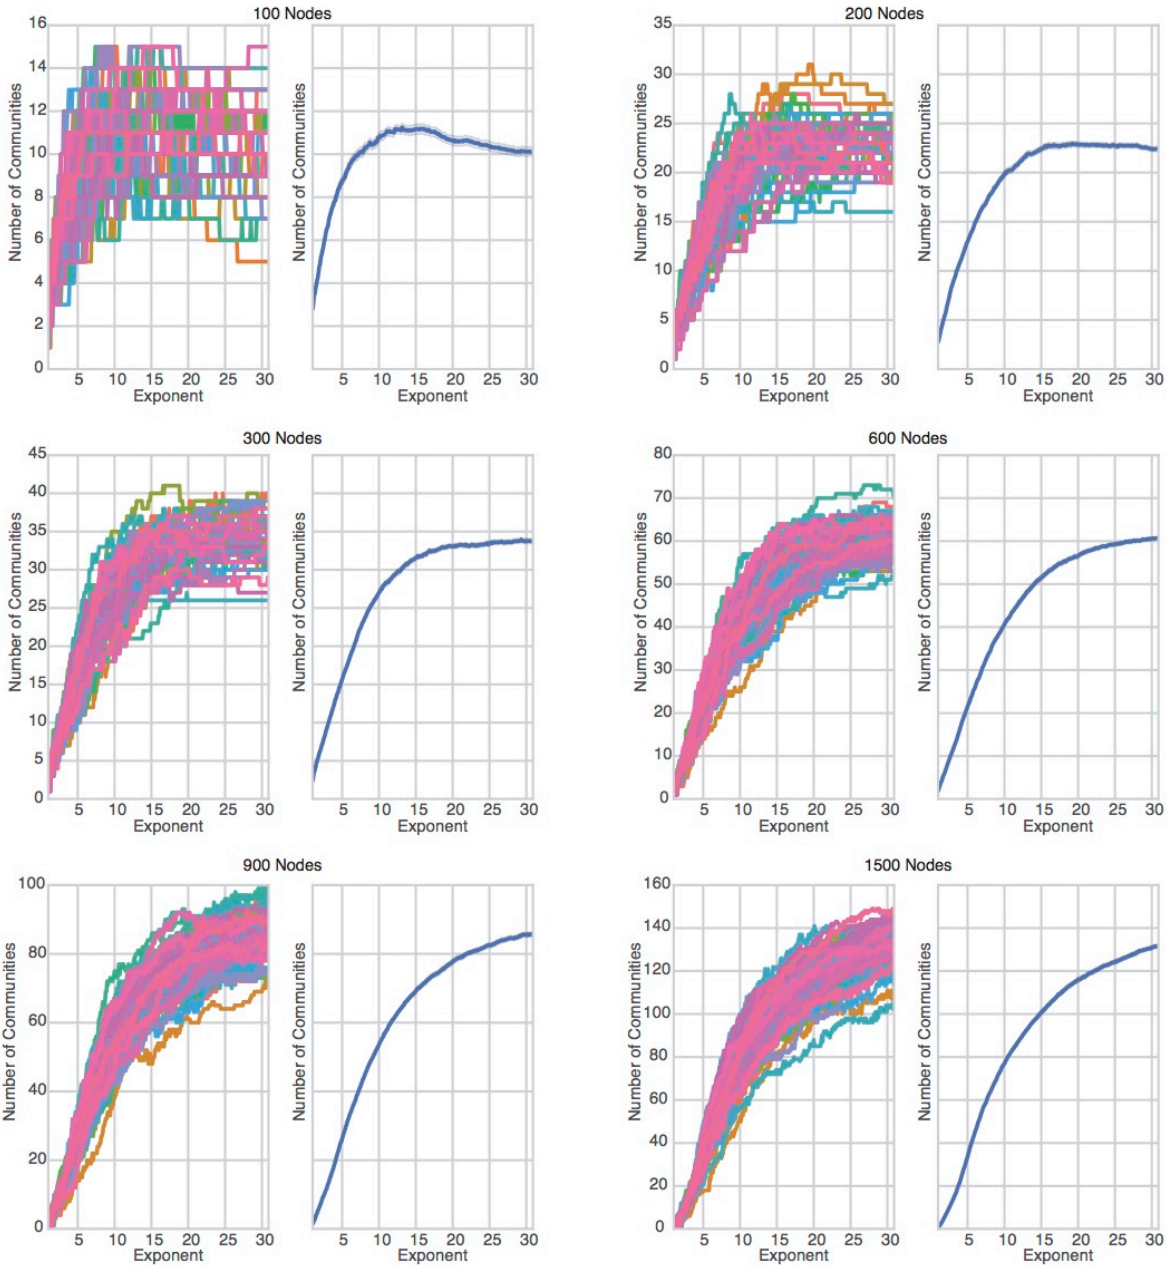 100 Nodes
Number of Communities
16
14
12
10
8
6
4
2
0
5 10 15 20 25 30
Exponent
Number of Communities
5 10 15 20 25 30
Exponent
200 Nodes
Number of Communities
35
30
25
20
15
10
5
0
5 10 15 20 25 30
Exponent
Number of Communities
5 10 15 20 25 30
Exponent
300 Nodes
Number of Communities
45
40
35
30
25
20
15
10
5
0
5 10 15 20 25 30
Exponent
Number of Communities
5 10 15 20 25 30
Exponent
600 Nodes
Number of Communities
80
70
60
50
40
30
20
10
0
5 10 15 20 25 30
Exponent
Number of Communities
5 10 15 20 25 30
Exponent
900 Nodes
Number of Communities
100
80
60
40
20
0
5 10 15 20 25 30
Exponent
Number of Communities
5 10 15 20 25 30
Exponent
1500 Nodes
Number of Communities
160
140
120
100
80
60
40
20
0
5 10 15 20 25 30
Exponent
Number of Communities
5 10 15 20 25 30
Exponent